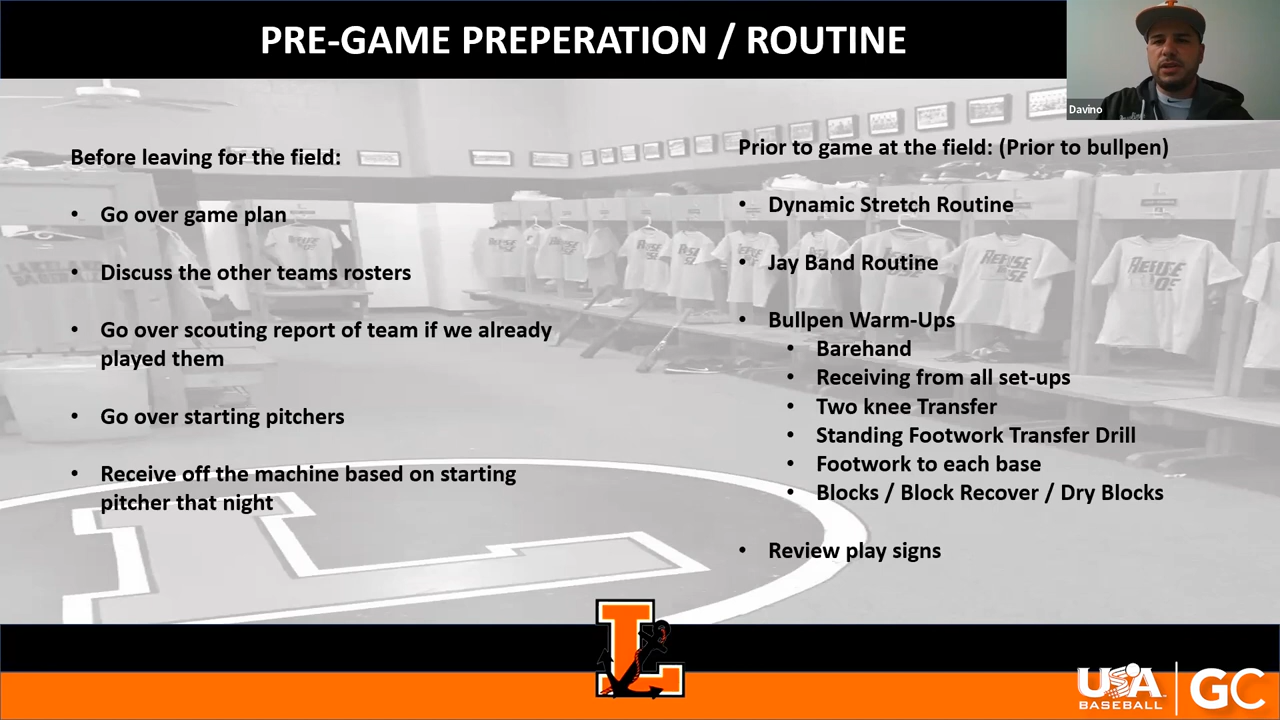 PRE-GAME PREPERATION / ROUTINE
Davino
Before leaving for the field:
• Go over game plan
• Discuss the other teams rosters
• Go over scouting report of team if we already
played them
• Go over starting pitchers
• Receive off the machine based on starting
pitcher that night
Prior to game at the field: (Prior to bullpen)
• Dynamic Stretch Routine
• Jay Band Routine
• Bullpen Warm-Ups
• Barehand
• Receiving from all set-ups
• Two knee Transfer
• Standing Footwork Transfer Drill
• Footwork to each base
• Blocks / Block Recover / Dry Blocks
• Review play signs
LAKELAND
BASEBALL
REFUSE
L
USA
BASEBALL
GC